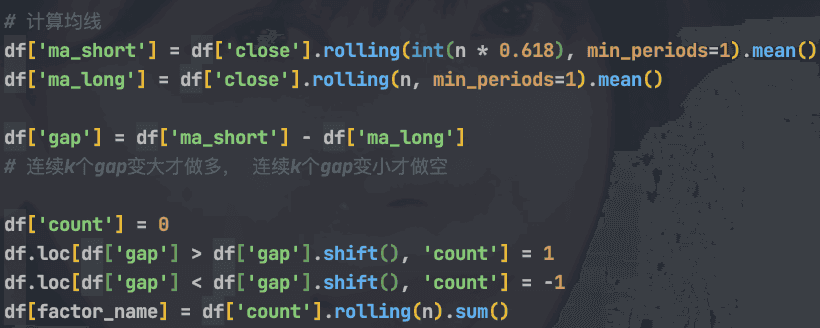 # 计算均线
df['ma_short'] = df['close'].rolling(int(n * 0.618), min_periods=1).mean()
df['ma_long'] = df['close'].rolling(n, min_periods=1).mean()
df['gap'] = df['ma_short'] - df['ma_long']
# 连续k个gap变大才做多， 连续k个gap变小才做空
df['count'] = 0
df.loc[df['gap'] > df['gap'].shift(), 'count'] = 1
df.loc[df['gap'] < df['gap'].shift(), 'count'] = -1
df[factor_name] = df['count'].rolling(n).sum()